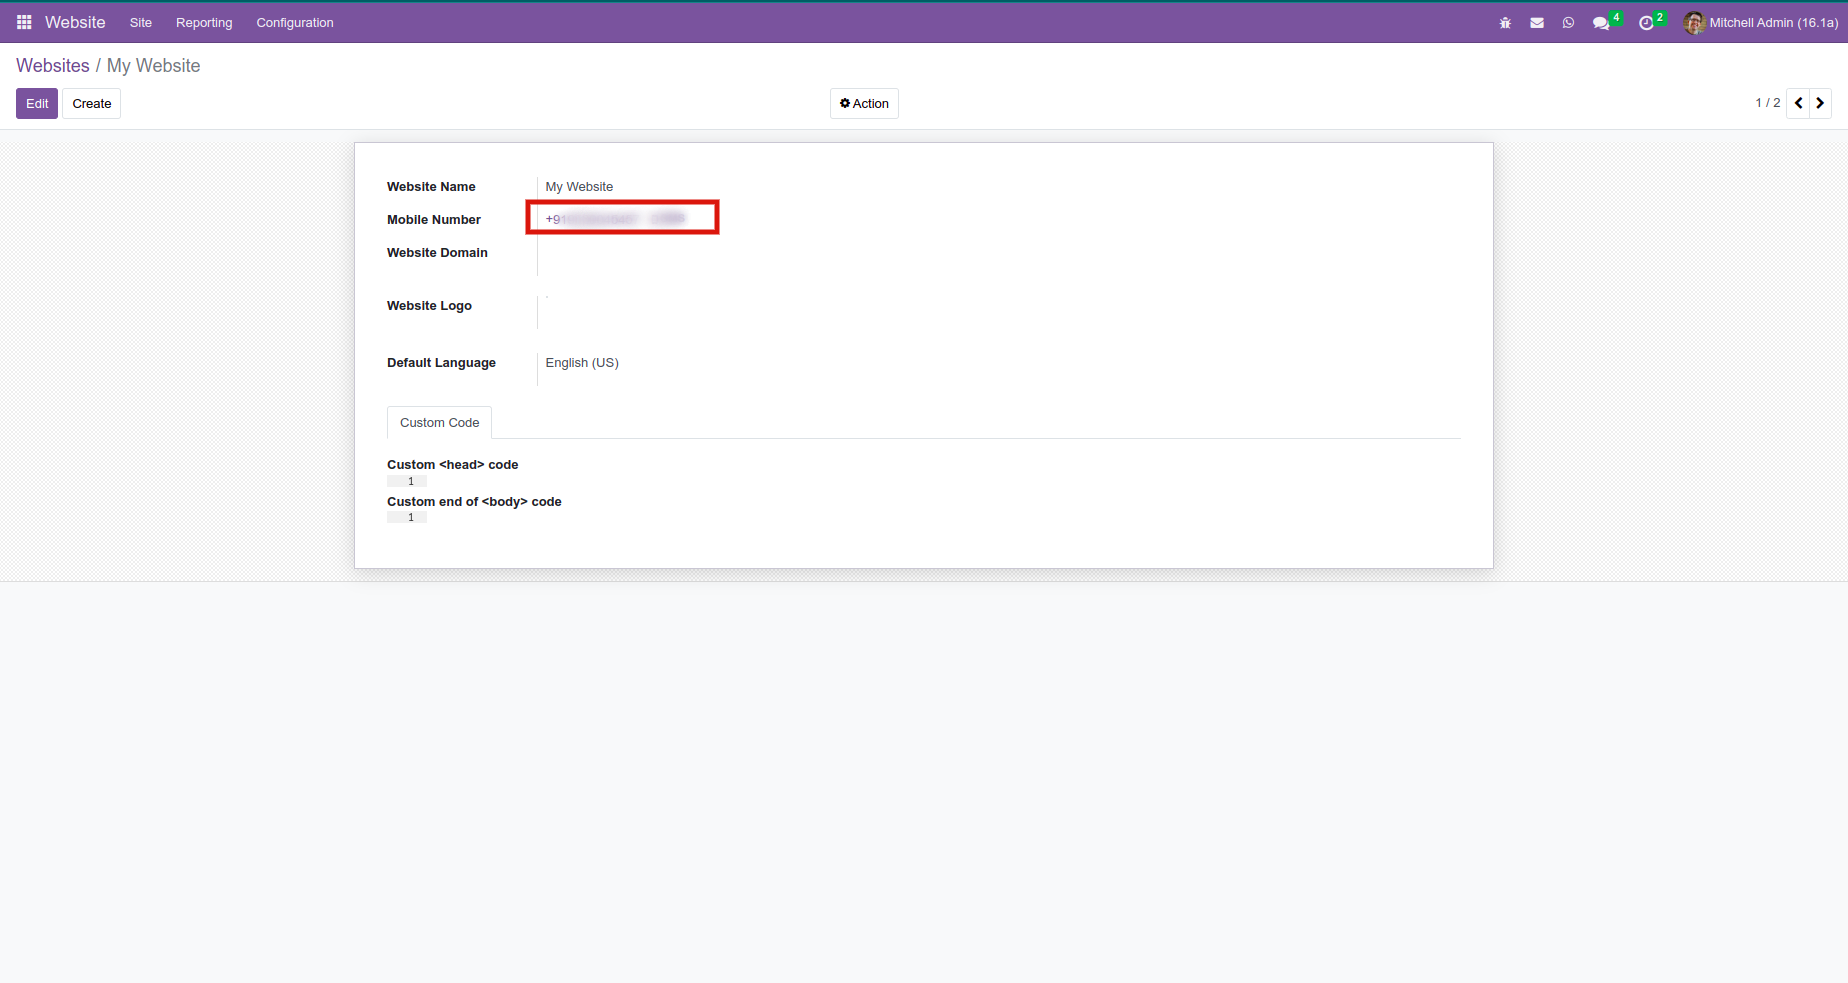 Website Site Reporting Configuration 4 2 Mitchell Admin (16.1a)
Websites / My Website
Edit Create Action 1 / 2
Website Name My Website
Mobile Number +91
Website Domain
Website Logo
Default Language English (US)
Custom Code
Custom <head> code
1
Custom end of <body> code
1